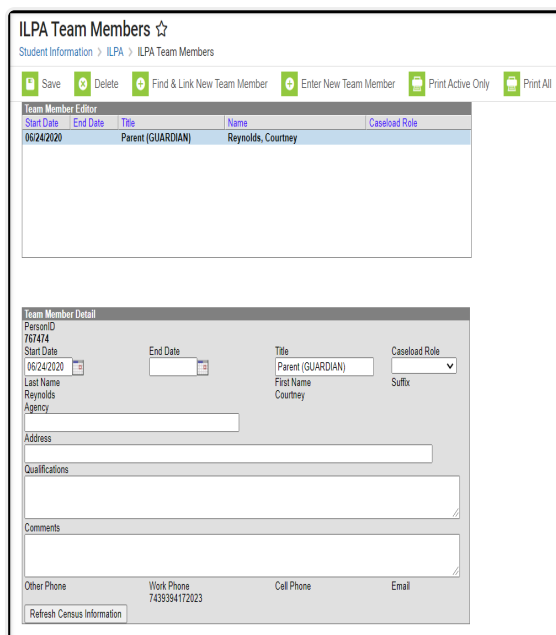 ILPA Team Members ☆
Student Information > ILPA > ILPA Team Members
Save Delete Find & Link New Team Member Enter New Team Member Print Active Only Print All
Team Member Editor
Start Date End Date Title Name Caseload Role
06/24/2020 Parent (GUARDIAN) Reynolds, Courtney
Team Member Detail
PersonID
767474
Start Date End Date Title Caseload Role
06/24/2020 Parent (GUARDIAN)
Last Name First Name Suffix
Reynolds Courtney
Agency
Address
Qualifications
Comments
Other Phone Work Phone Cell Phone Email
7439394172023
Refresh Census Information